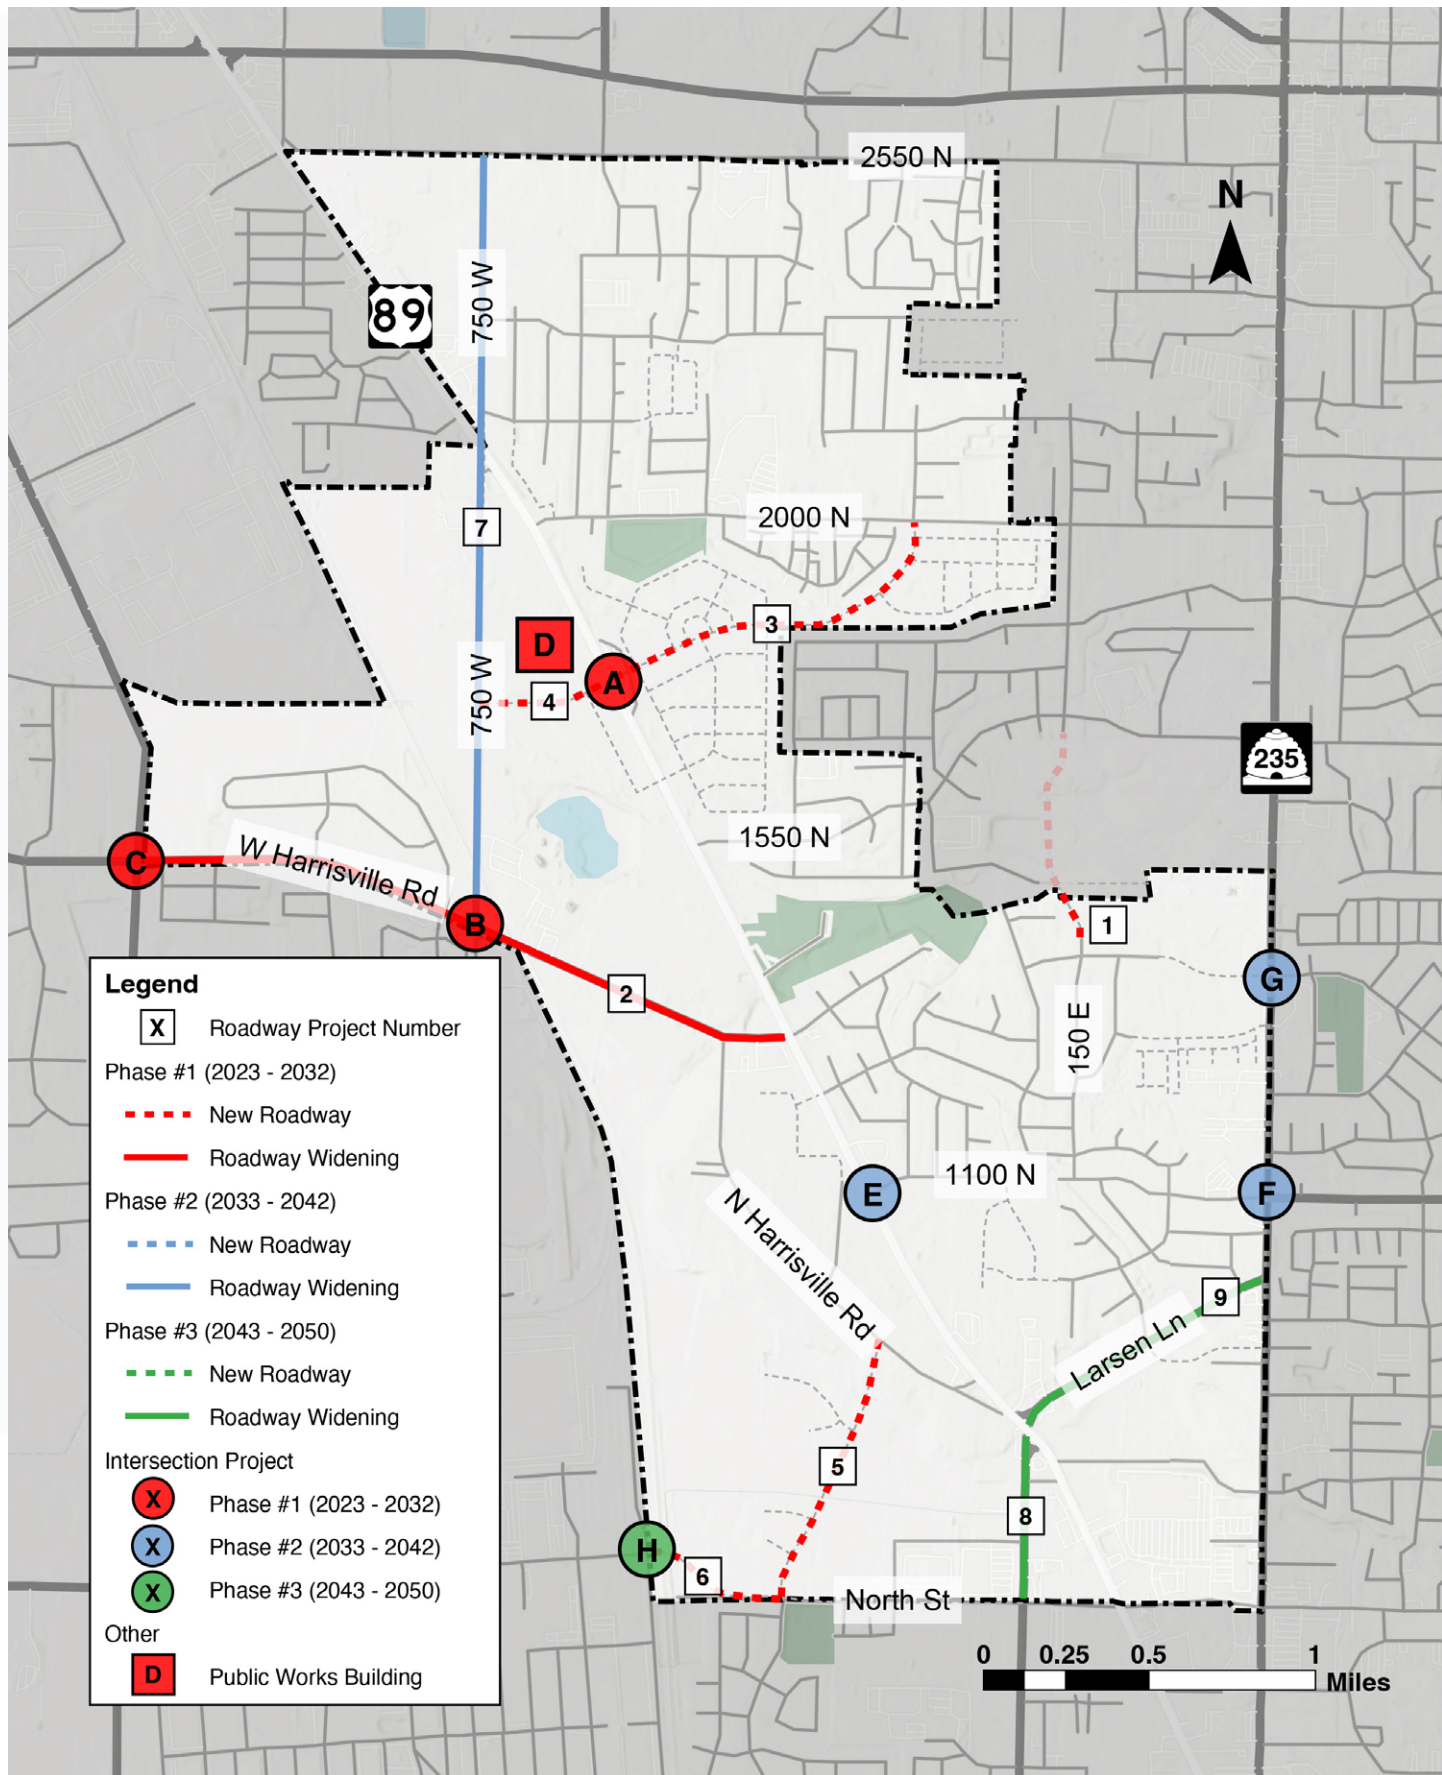 2550 N
N
750 W
89
7
2000 N
3
D
A
4
750 W
235
1550 N
C
W Harrisville Rd
B
1
2
G
150 E
E
1100 N
F
N Harrisville Rd
9
Larsen Ln
5
8
H
6
North St
Legend
X Roadway Project Number
Phase #1 (2023 - 2032)
New Roadway
Roadway Widening
Phase #2 (2033 - 2042)
New Roadway
Roadway Widening
Phase #3 (2043 - 2050)
New Roadway
Roadway Widening
Intersection Project
X Phase #1 (2023 - 2032)
X Phase #2 (2033 - 2042)
X Phase #3 (2043 - 2050)
Other
D Public Works Building
0 0.25 0.5 1
Miles